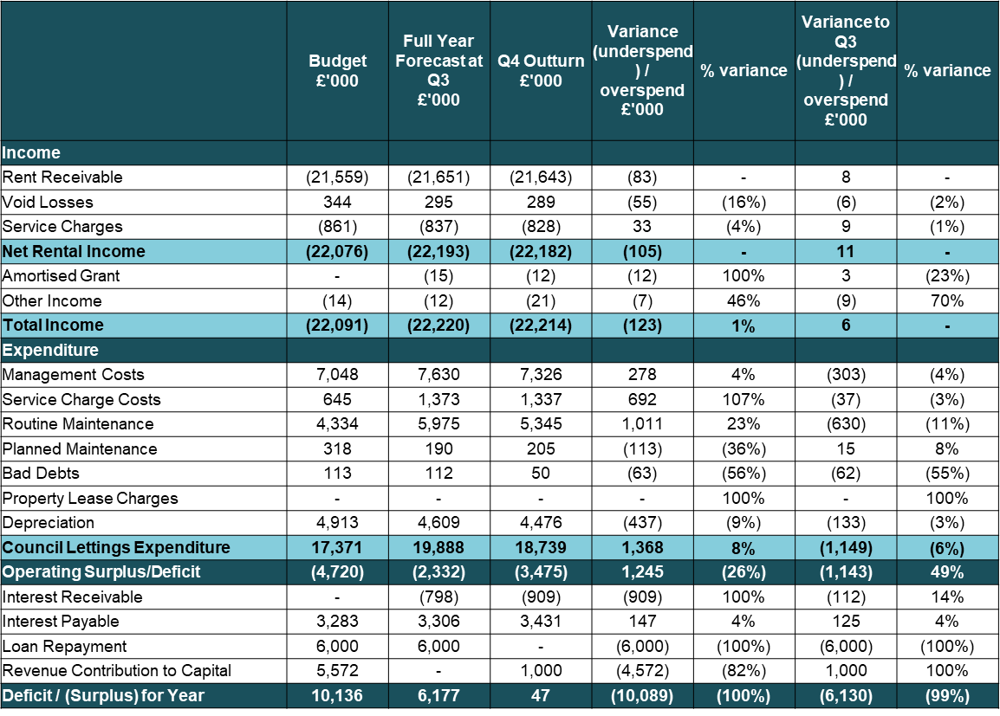 Budget £'000 | Full Year Forecast at Q3 £'000 | Q4 Outturn £'000 | Variance (underspend) / overspend £'000 | % variance | Variance to Q3 (underspend) / overspend £'000 | % variance
Income
Rent Receivable (21,559) (21,651) (21,643) (83) - 8 -
Void Losses 344 295 289 (55) (16%) (6) (2%)
Service Charges (861) (837) (828) 33 (4%) 9 (1%)
Net Rental Income (22,076) (22,193) (22,182) (105) - 11 -
Amortised Grant - (15) (12) (12) 100% 3 (23%)
Other Income (14) (12) (21) (7) 46% (9) 70%
Total Income (22,091) (22,220) (22,214) (123) 1% 6 -
Expenditure
Management Costs 7,048 7,630 7,326 278 4% (303) (4%)
Service Charge Costs 645 1,373 1,337 692 107% (37) (3%)
Routine Maintenance 4,334 5,975 5,345 1,011 23% (630) (11%)
Planned Maintenance 318 190 205 (113) (36%) 15 8%
Bad Debts 113 112 50 (63) (56%) (62) (55%)
Property Lease Charges - - - - 100% - 100%
Depreciation 4,913 4,609 4,476 (437) (9%) (133) (3%)
Council Lettings Expenditure 17,371 19,888 18,739 1,368 8% (1,149) (6%)
Operating Surplus/Deficit (4,720) (2,332) (3,475) 1,245 (26%) (1,143) 49%
Interest Receivable - (798) (909) (909) 100% (112) 14%
Interest Payable 3,283 3,306 3,431 147 4% 125 4%
Loan Repayment 6,000 6,000 - (6,000) (100%) (6,000) (100%)
Revenue Contribution to Capital 5,572 - 1,000 (4,572) (82%) 1,000 100%
Deficit / (Surplus) for Year 10,136 6,177 47 (10,089) (100%) (6,130) (99%)